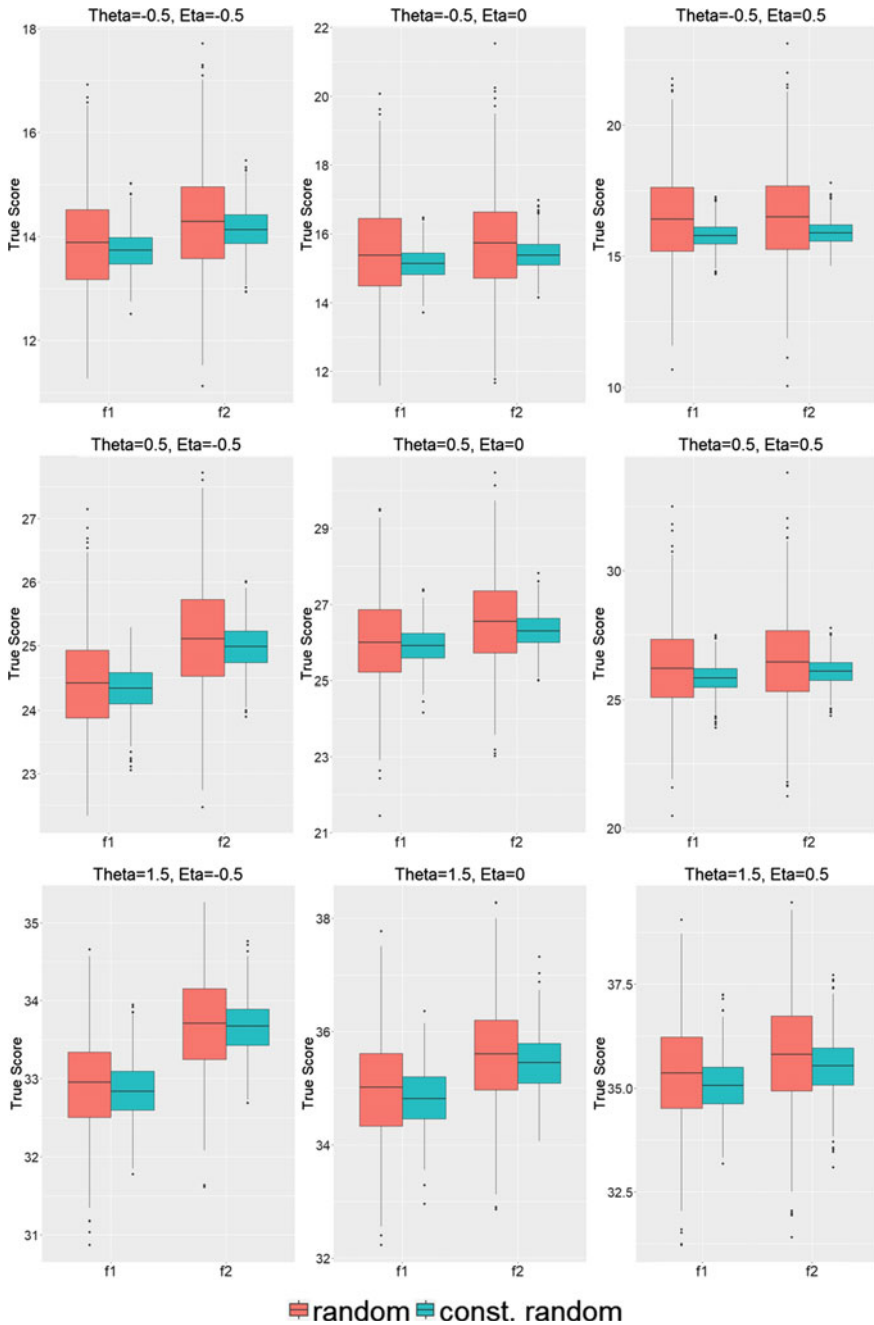 Theta=-0.5, Eta=-0.5
True Score
18
16
14
12
f1
f2
Theta=-0.5, Eta=0
True Score
22
20
18
16
14
12
f1
f2
Theta=-0.5, Eta=0.5
True Score
20
15
10
f1
f2
Theta=0.5, Eta=-0.5
True Score
27
26
25
24
23
f1
f2
Theta=0.5, Eta=0
True Score
29
27
25
23
21
f1
f2
Theta=0.5, Eta=0.5
True Score
30
25
20
f1
f2
Theta=1.5, Eta=-0.5
True Score
35
34
33
32
31
f1
f2
Theta=1.5, Eta=0
True Score
38
36
34
32
f1
f2
Theta=1.5, Eta=0.5
True Score
37.5
35.0
32.5
f1
f2
random const. random